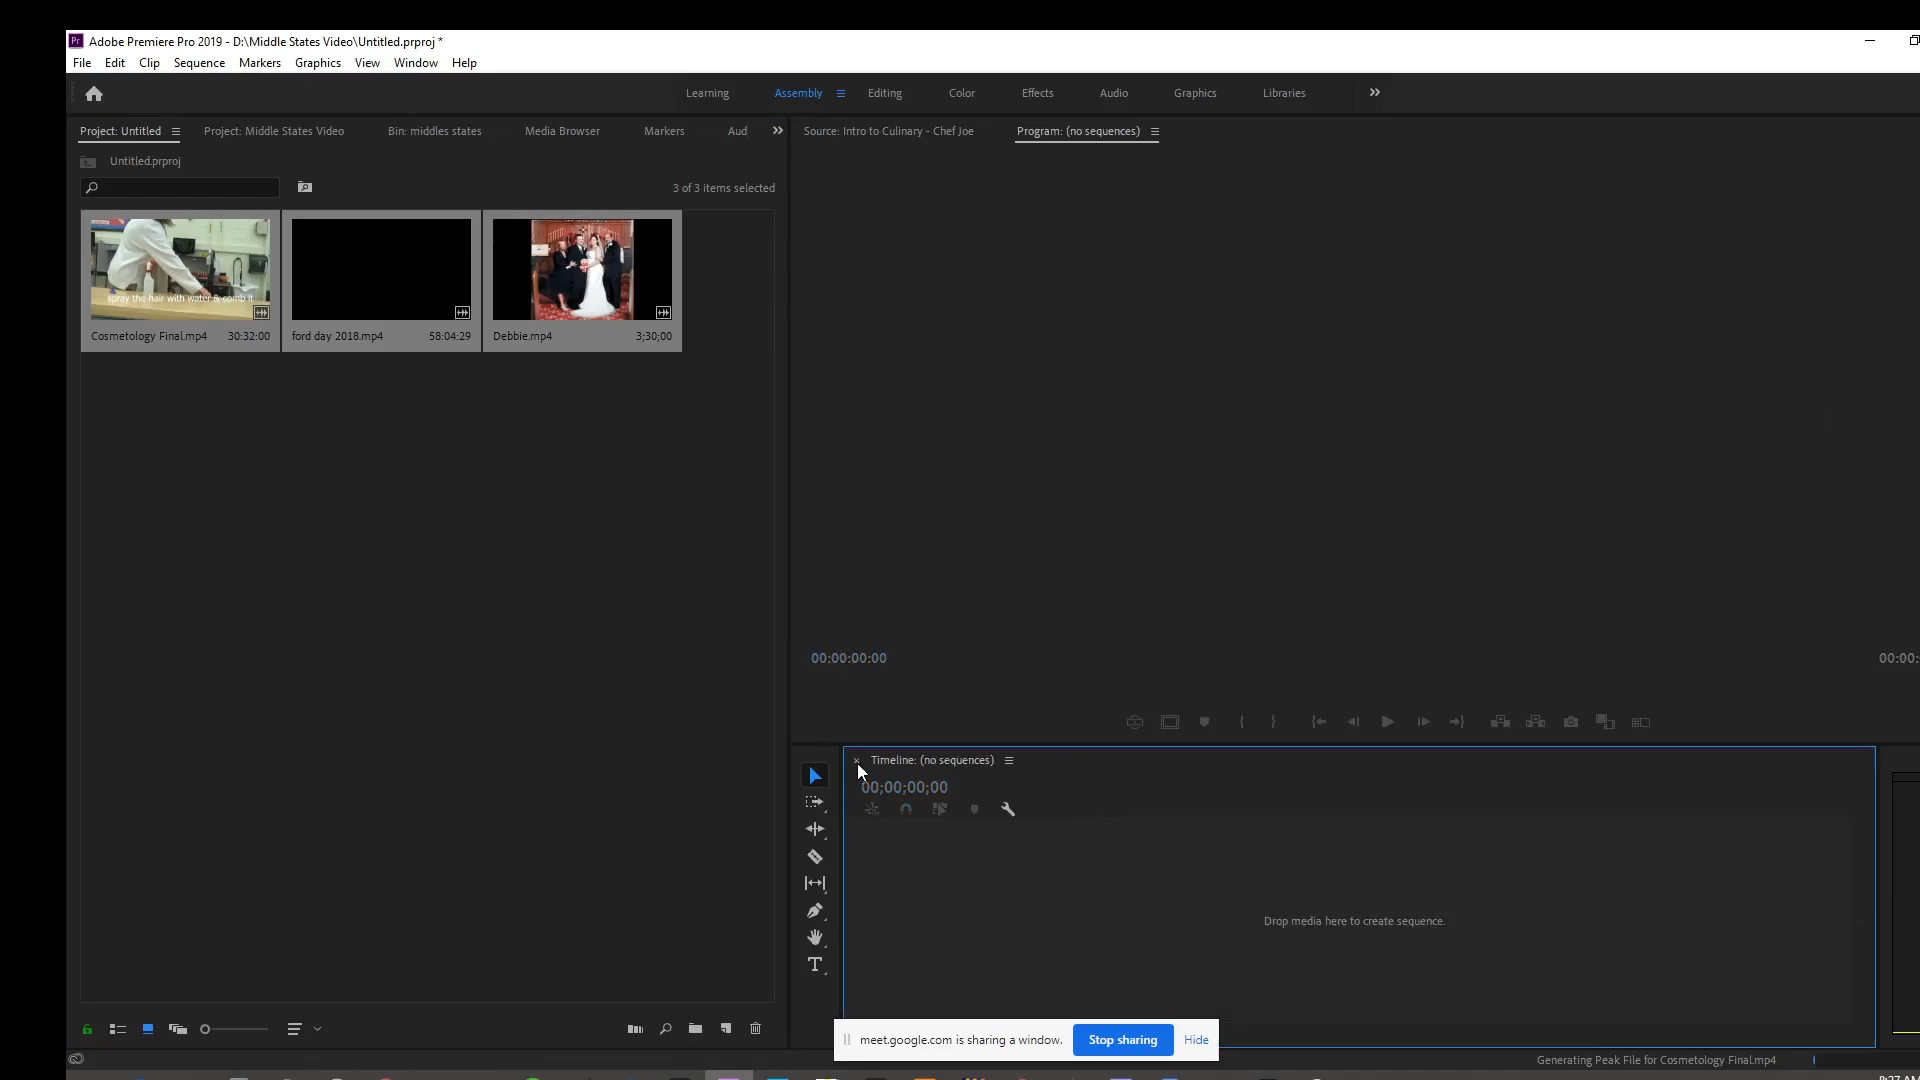 Pr Adobe Premiere Pro 2019 - D:\Middle States Video\Untitled.prproj *
File Edit Clip Sequence Markers Graphics View Window Help
Learning Assembly Editing Color Effects Audio Graphics Libraries
Project: Untitled Project: Middle States Video Bin: middles states Media Browser Markers Aud
Source: Intro to Culinary - Chef Joe Program: (no sequences)
Untitled.prproj
3 of 3 items selected
spray the hair with water & comb it
Cosmetology Final.mp4 30:32:00 ford day 2018.mp4 58:04:29 Debbie.mp4 3;30;00
00:00:00:00 00:00:
Timeline: (no sequences)
00;00;00;00
Drop media here to create sequence.
meet.google.com is sharing a window. Stop sharing Hide
Generating Peak File for Cosmetology Final.mp4